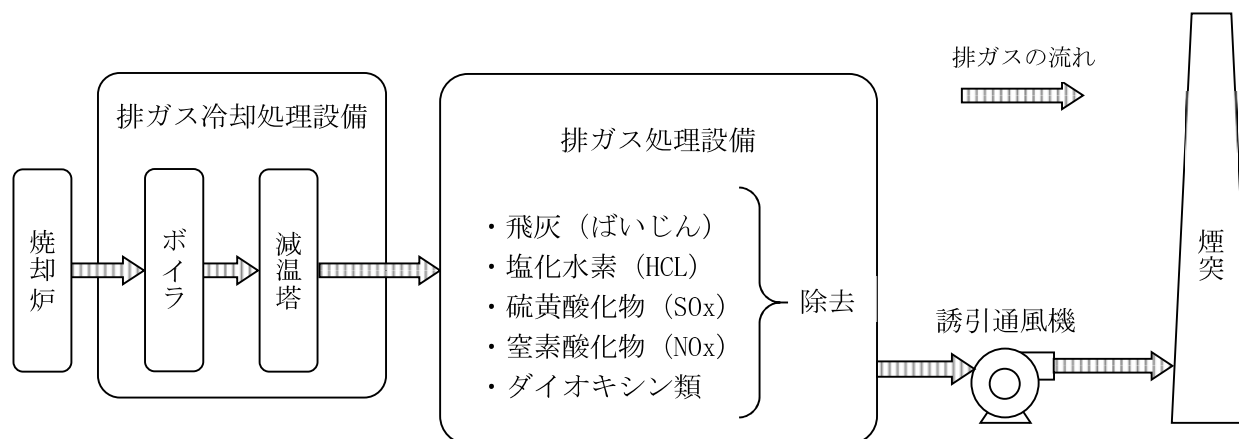 排ガスの流れ
排ガス冷却処理設備
焼却炉
ボイラ
減温塔
排ガス処理設備
・飛灰（ばいじん）
・塩化水素（HCL）
・硫黄酸化物（SOx）
・窒素酸化物（NOx）
・ダイオキシン類
除去
誘引通風機
煙突